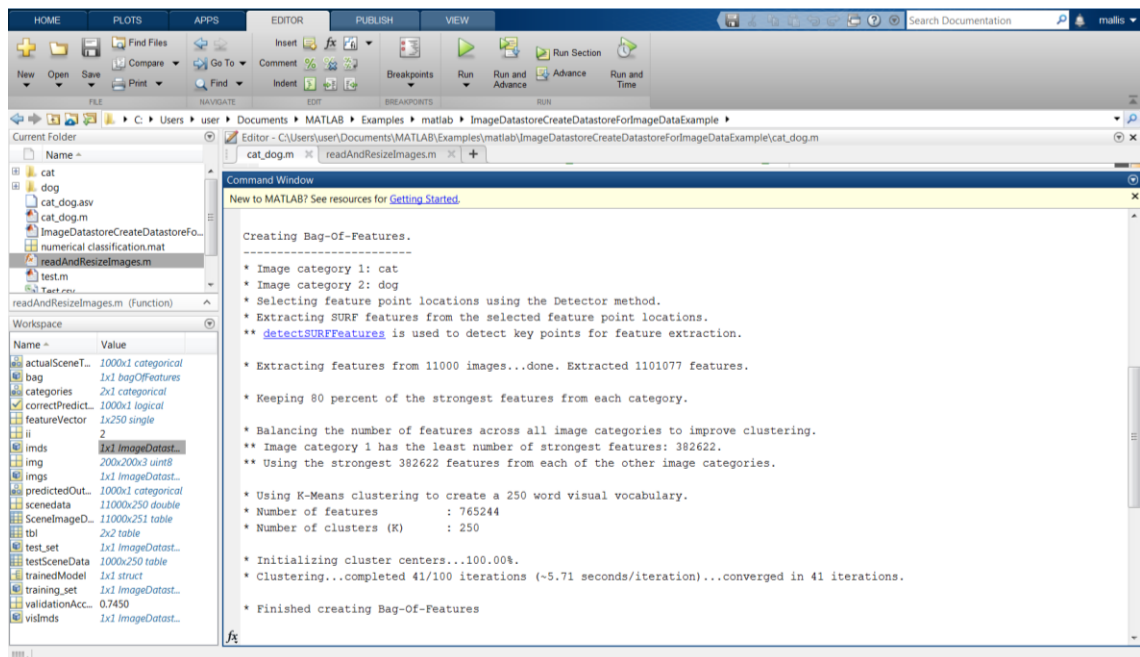 HOME PLOTS APPS EDITOR PUBLISH VIEW Search Documentation mallis
Find Files Insert fx
New Open Save Compare Go To Comment Breakpoints Run Run and Advance Run Section Advance Run and Time
Print Find Indent
FILE NAVIGATE EDIT BREAKPOINTS RUN
C: Users user Documents MATLAB Examples matlab ImageDatastoreCreateDatastoreForImageDataExample
Current Folder
Name
cat
dog
cat_dog.asv
cat_dog.m
ImageDatastoreCreateDatastoreFo...
numerical classification.mat
readAndResizeImages.m
test.m
Test.csv
readAndResizeImages.m (Function)
Workspace
Name Value
actualSceneT... 1000x1 categorical
bag 1x1 bagOfFeatures
categories 2x1 categorical
correctPredict... 1000x1 logical
featureVector 1x250 single
ii 2
imds 1x1 ImageDatast...
img 200x200x3 uint8
imgs 1x1 ImageDatast...
predictedOut... 1000x1 categorical
scenedata 11000x250 double
SceneImageD... 11000x251 table
tbl 2x2 table
test_set 1x1 ImageDatast...
testSceneData 1000x250 table
trainedModel 1x1 struct
training_set 1x1 ImageDatast...
validationAcc... 0.7450
visImds 1x1 ImageDatast...
Editor - C:\Users\user\Documents\MATLAB\Examples\matlab\ImageDatastoreCreateDatastoreForImageDataExample\cat_dog.m
cat_dog.m readAndResizeImages.m +
Command Window
New to MATLAB? See resources for Getting Started.
Creating Bag-Of-Features.
-------------------------
* Image category 1: cat
* Image category 2: dog
* Selecting feature point locations using the Detector method.
* Extracting SURF features from the selected feature point locations.
** detectSURFFeatures is used to detect key points for feature extraction.
* Extracting features from 11000 images...done. Extracted 1101077 features.
* Keeping 80 percent of the strongest features from each category.
* Balancing the number of features across all image categories to improve clustering.
** Image category 1 has the least number of strongest features: 382622.
** Using the strongest 382622 features from each of the other image categories.
* Using K-Means clustering to create a 250 word visual vocabulary.
* Number of features : 765244
* Number of clusters (K) : 250
* Initializing cluster centers...100.00%.
* Clustering...completed 41/100 iterations (~5.71 seconds/iteration)...converged in 41 iterations.
* Finished creating Bag-Of-Features
fx